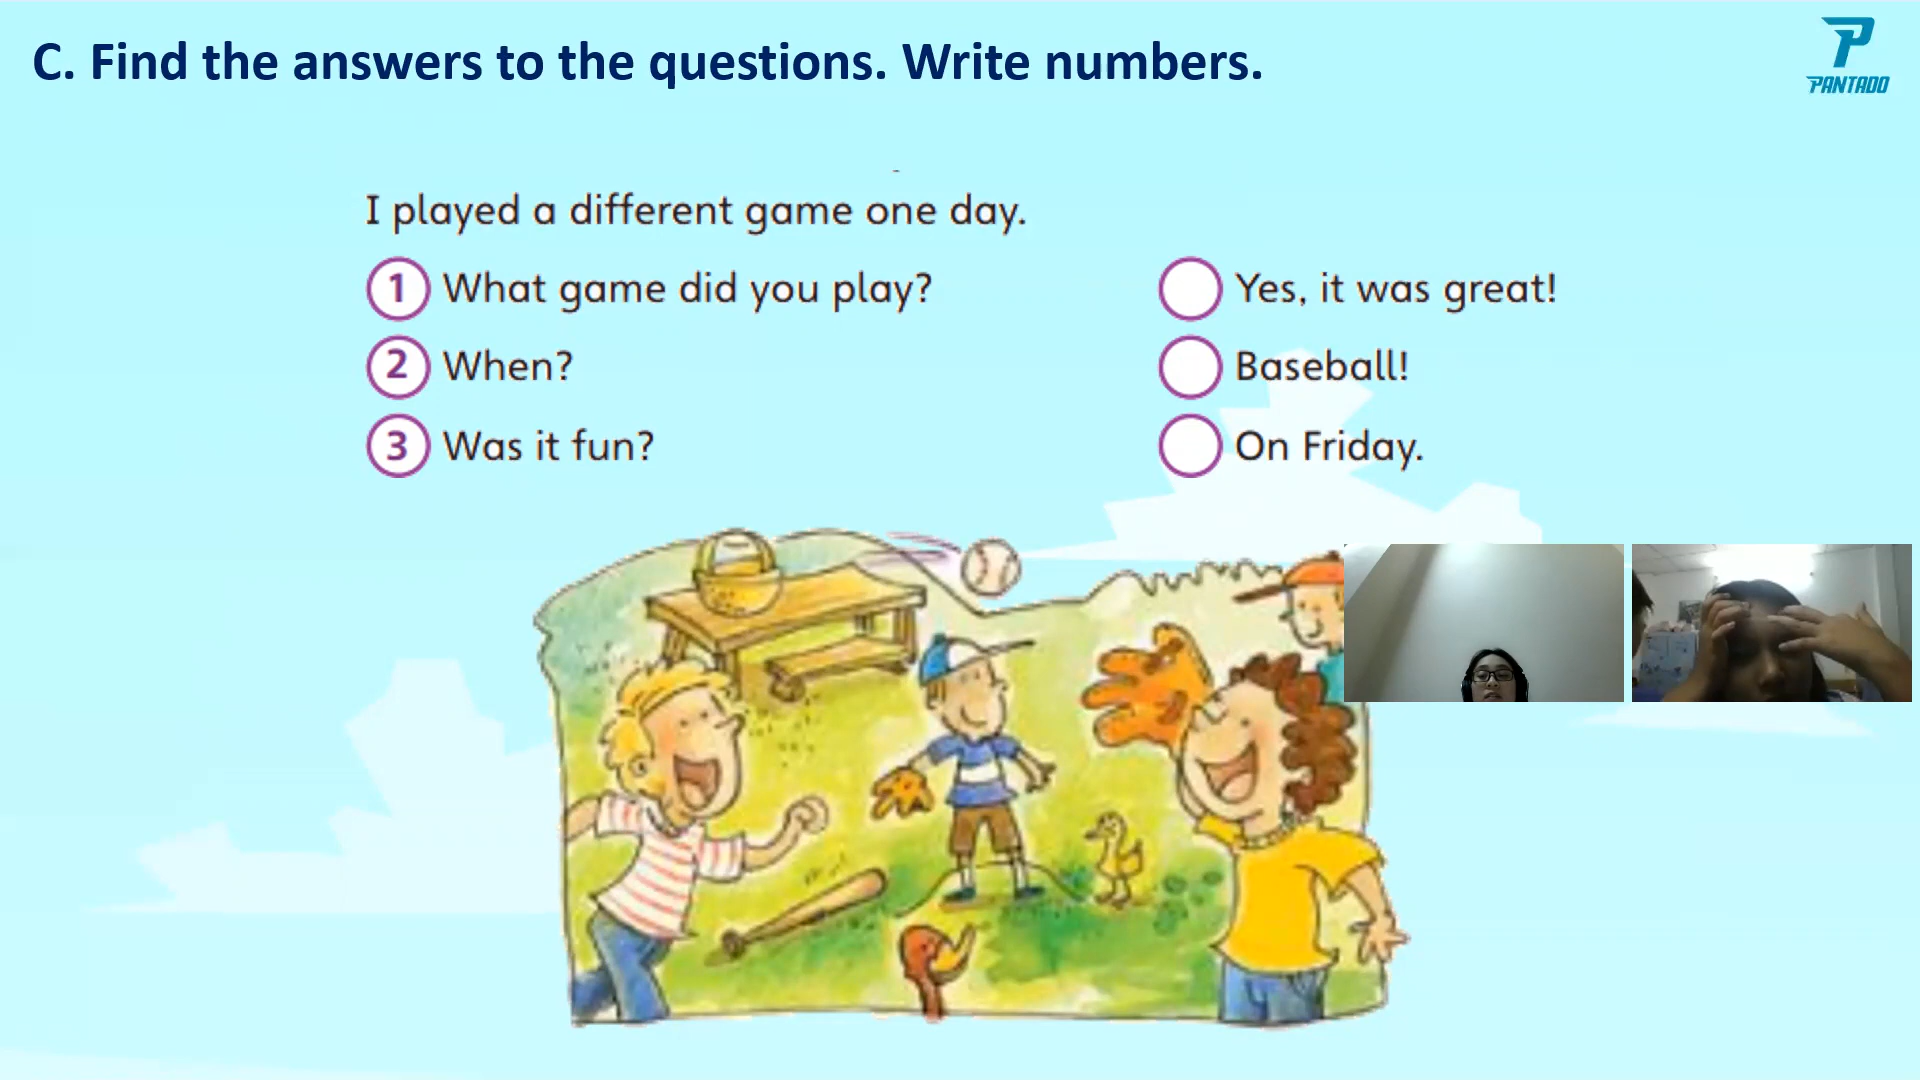 C. Find the answers to the questions. Write numbers.
PANTADO
I played a different game one day.
1 What game did you play?
Yes, it was great!
2 When?
Baseball!
3 Was it fun?
On Friday.